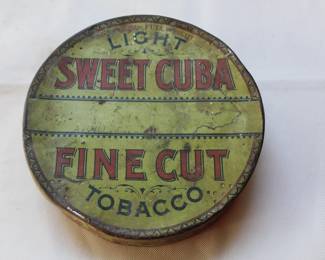 LIGHT
SWEET CUBA
FINE CUT
TOBACCO